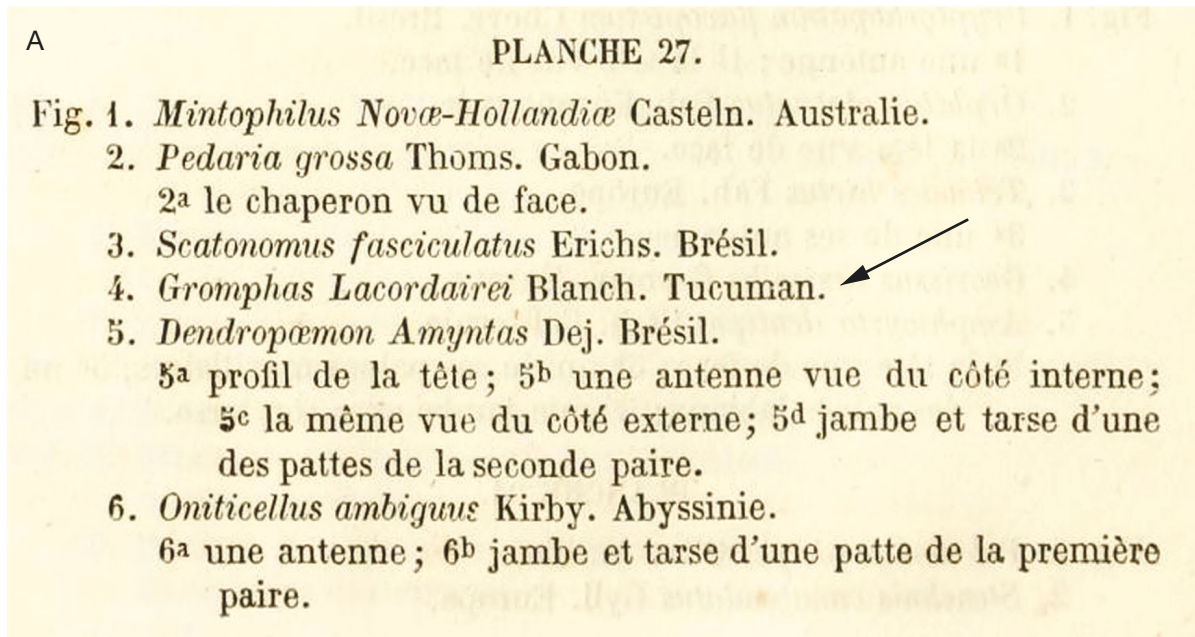 A
PLANCHE 27.
Fig. 1. Mintophilus Novæ-Hollandiæ Casteln. Australie.
2. Pedaria grossa Thoms. Gabon.
2a le chaperon vu de face.
3. Scatonomus fasciculatus Erichs. Brésil.
4. Gromphas Lacordairei Blanch. Tucuman.
5. Dendropœmon Amyntas Dej. Brésil.
5a profil de la tête; 5b une antenne vue du côté interne;
5c la même vue du côté externe; 5d jambe et tarse d'une
des pattes de la seconde paire.
6. Oniticellus ambiguus Kirby. Abyssinie.
6a une antenne; 6b jambe et tarse d'une patte de la première
paire.